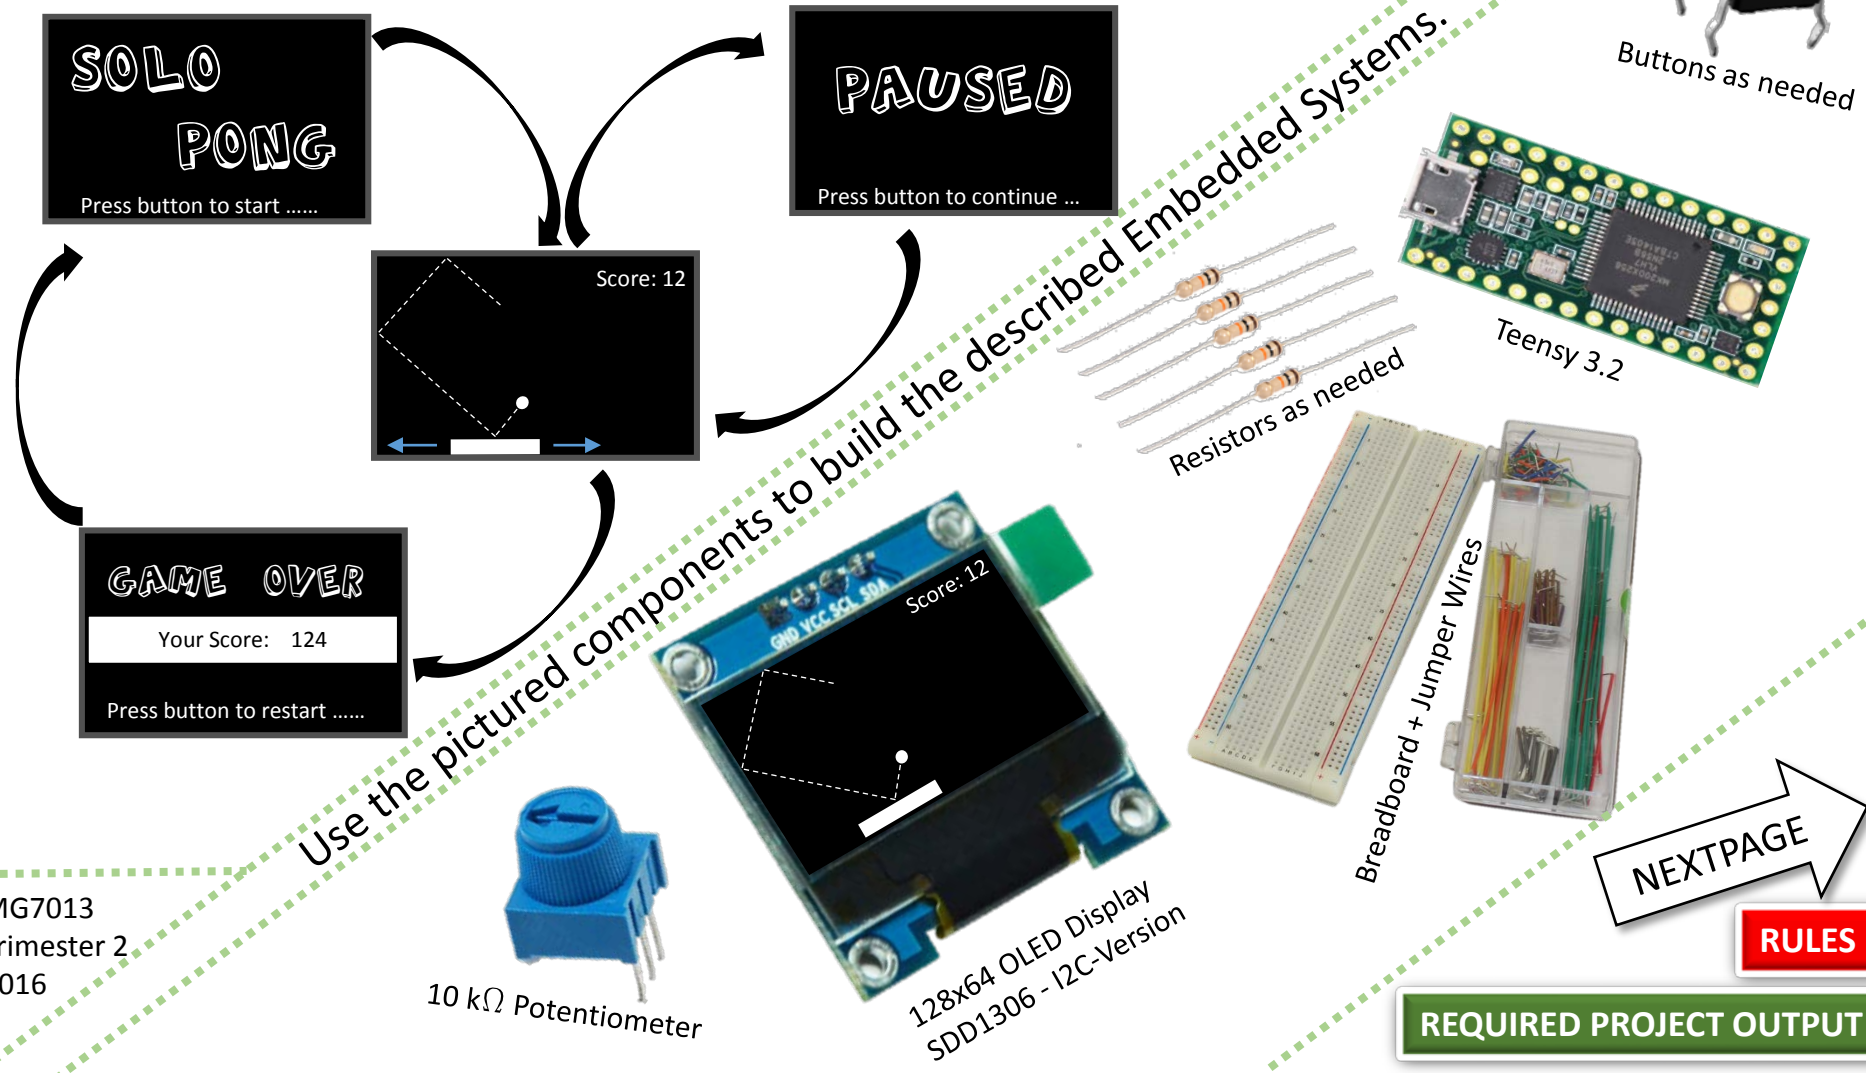 SOLO
PONG
Press button to start ......
PAUSED
Press button to continue ...
Score: 12
GAME OVER
Your Score: 124
Press button to restart ......
Use the pictured components to build the described Embedded Systems.
Buttons as needed
Teensy 3.2
Resistors as needed
Breadboard + Jumper Wires
GND VCC SCL SDA
Score: 12
128x64 OLED Display
SDD1306 - I2C-Version
10 kΩ Potentiometer
MG7013
rimester 2
016
NEXTPAGE
RULES
REQUIRED PROJECT OUTPUT